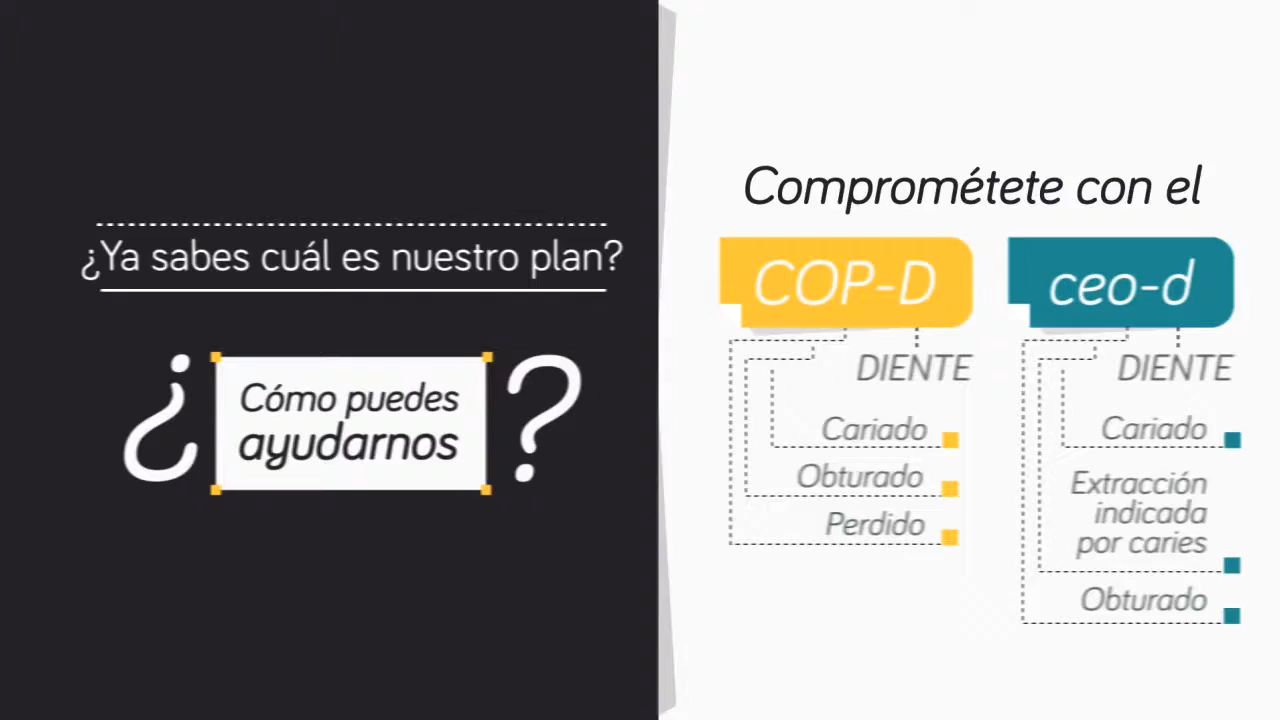 ¿Ya sabes cuál es nuestro plan?
¿Cómo puedes
ayudarnos?
Comprométete con el
COP-D
DIENTE
Cariado
Obturado
Perdido
ceo-d
DIENTE
Cariado
Extracción
indicada
por caries
Obturado